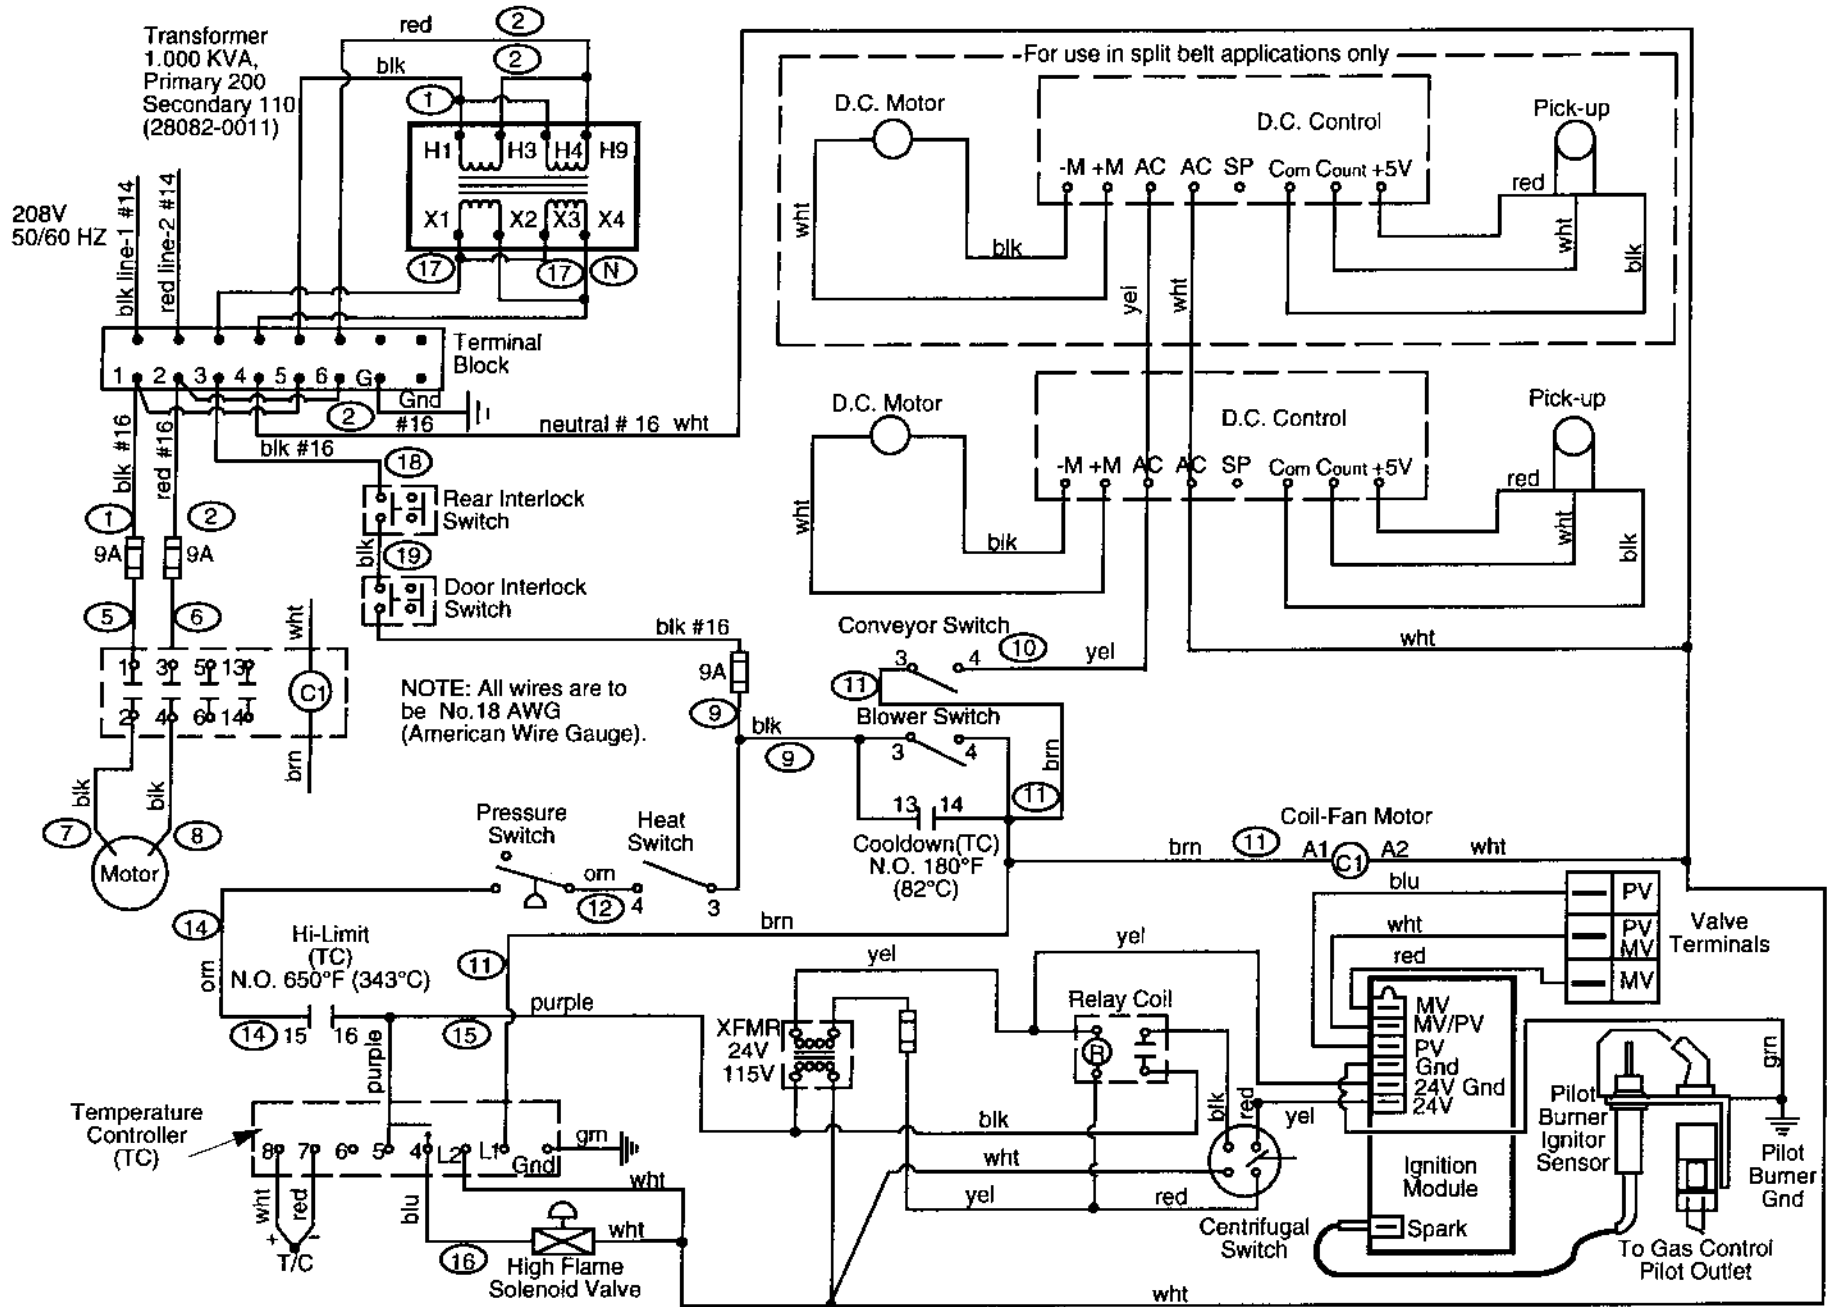 Transformer
1.000 KVA,
Primary 200
Secondary 110
(28082-0011)
red
2
blk
2
1
H1 H3 H4 H9
X1 X2 X3 X4
17
17
N
208V
50/60 HZ
blk line-1 #14
red line-2 #14
Terminal
Block
1 2 3 4 5 6 G
Gnd
#16
2
neutral # 16 wht
blk #16
red #16
blk #16
18
Rear Interlock
Switch
blk
19
Door Interlock
Switch
1
2
9A
9A
5
6
wht
1 3 5 13
C1
2 4 6 14
brn
blk
blk
7
8
Motor
NOTE: All wires are to
be No.18 AWG
(American Wire Gauge).
blk #16
9A
9
blk
9
For use in split belt applications only
D.C. Motor
D.C. Control
Pick-up
-M +M AC AC SP Com Count +5V
red
wht
blk
yel
wht
wht
blk
D.C. Motor
D.C. Control
Pick-up
-M +M AC AC SP Com Count +5V
red
wht
blk
wht
blk
Conveyor Switch
3 4
10
yel
wht
11
Blower Switch
3 4
brn
11
13 14
Cooldown(TC)
N.O. 180°F
(82°C)
Pressure
Switch
Heat
Switch
orn
12
4
3
14
orn
Hi-Limit
(TC)
N.O. 650°F (343°C)
14
15 16
15
purple
purple
11
brn
brn
11
Coil-Fan Motor
A1 C1 A2
wht
blu
wht
red
PV
PV
MV
MV
Valve
Terminals
yel
yel
XFMR
24V
115V
Relay Coil
R
blk
red
yel
blk
wht
yel
red
Centrifugal
Switch
MV
MV/PV
PV
Gnd
24V Gnd
24V
Ignition
Module
Spark
Pilot
Burner
Ignitor
Sensor
grn
Pilot
Burner
Gnd
To Gas Control
Pilot Outlet
Temperature
Controller
(TC)
8 7 6 5 4 L2 L1
Gnd
grn
wht
red
+ -
T/C
blu
wht
16
wht
High Flame
Solenoid Valve
wht